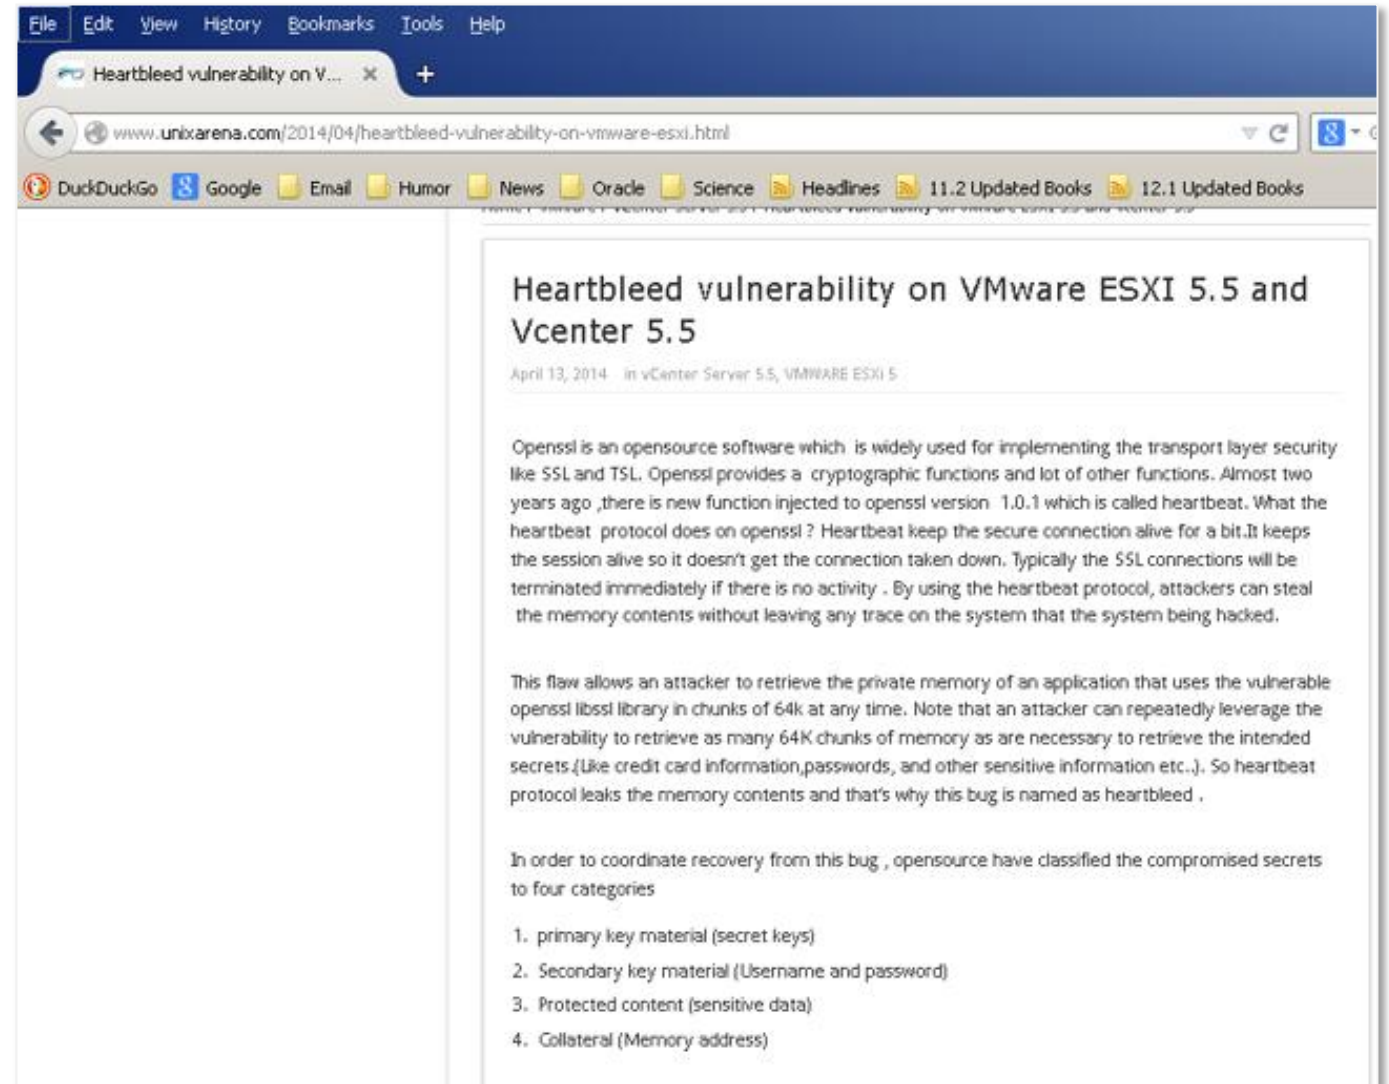 File Edit View History Bookmarks Tools Help
Heartbleed vulnerability on V... × +
www.unixarena.com/2014/04/heartbleed-vulnerability-on-vmware-esxi.html
DuckDuckGo Google Email Humor News Oracle Science Headlines 11.2 Updated Books 12.1 Updated Books
Heartbleed vulnerability on VMware ESXI 5.5 and
Vcenter 5.5
April 13, 2014 in vCenter Server 5.5, VMWARE ESXi 5
Openssl is an opensource software which is widely used for implementing the transport layer security
like SSL and TSL. Openssl provides a cryptographic functions and lot of other functions. Almost two
years ago ,there is new function injected to openssl version 1.0.1 which is called heartbeat. What the
heartbeat protocol does on openssl ? Heartbeat keep the secure connection alive for a bit.It keeps
the session alive so it doesn't get the connection taken down. Typically the SSL connections will be
terminated immediately if there is no activity . By using the heartbeat protocol, attackers can steal
the memory contents without leaving any trace on the system that the system being hacked.
This flaw allows an attacker to retrieve the private memory of an application that uses the vulnerable
openssl libssl library in chunks of 64k at any time. Note that an attacker can repeatedly leverage the
vulnerability to retrieve as many 64K chunks of memory as are necessary to retrieve the intended
secrets.(Like credit card information,passwords, and other sensitive information etc..). So heartbeat
protocol leaks the memory contents and that's why this bug is named as heartbleed .
In order to coordinate recovery from this bug , opensource have classified the compromised secrets
to four categories
1. primary key material (secret keys)
2. Secondary key material (Username and password)
3. Protected content (sensitive data)
4. Collateral (Memory address)